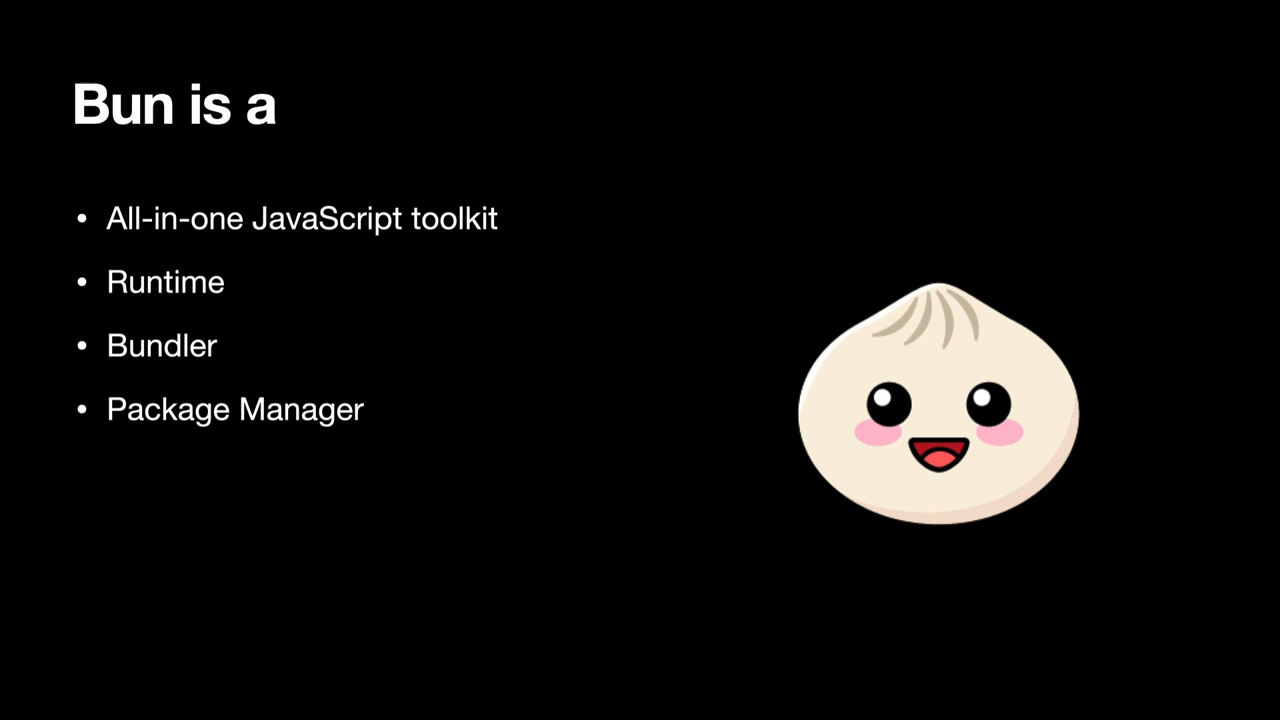 Bun is a
• All-in-one JavaScript toolkit
• Runtime
• Bundler
• Package Manager